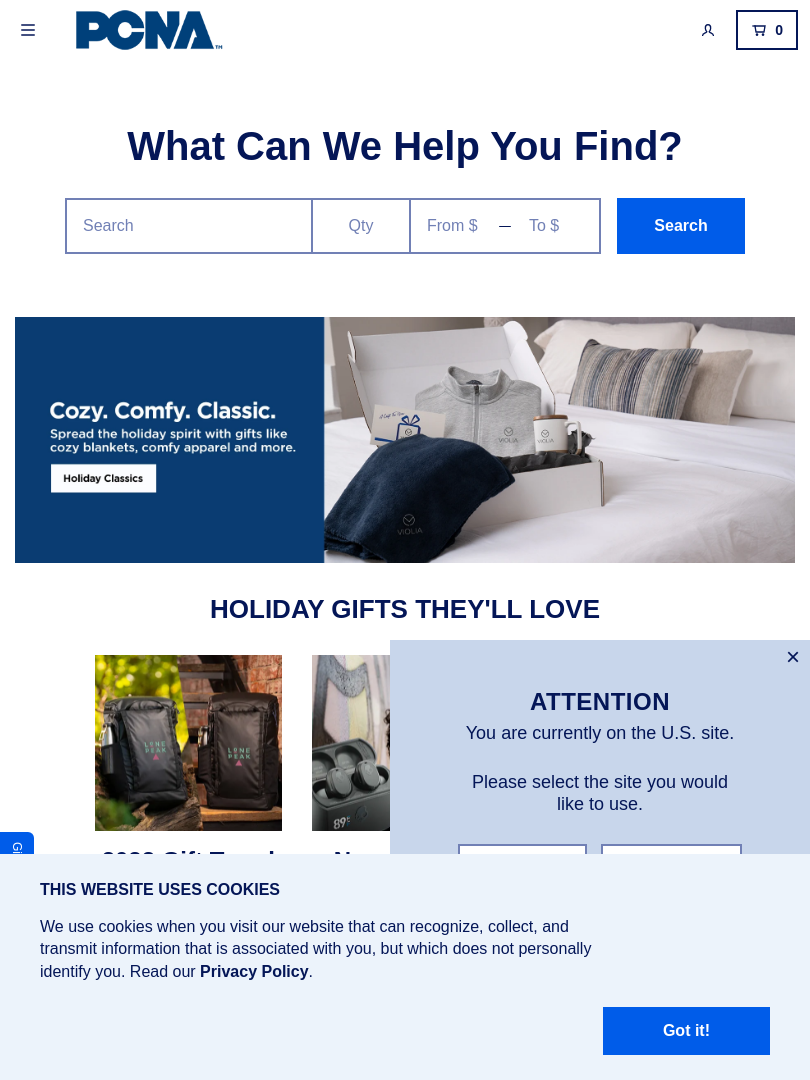 PCNA™
0
What Can We Help You Find?
Search
Qty
From $
To $
Search
Cozy. Comfy. Classic.
Spread the holiday spirit with gifts like
cozy blankets, comfy apparel and more.
Holiday Classics
VIOLIA
VIOLIA
VIOLIA
HOLIDAY GIFTS THEY'LL LOVE
LONE PEAK
LONE PEAK
ATTENTION
You are currently on the U.S. site.
Please select the site you would
like to use.
THIS WEBSITE USES COOKIES
We use cookies when you visit our website that can recognize, collect, and
transmit information that is associated with you, but which does not personally
identify you. Read our Privacy Policy.
Got it!